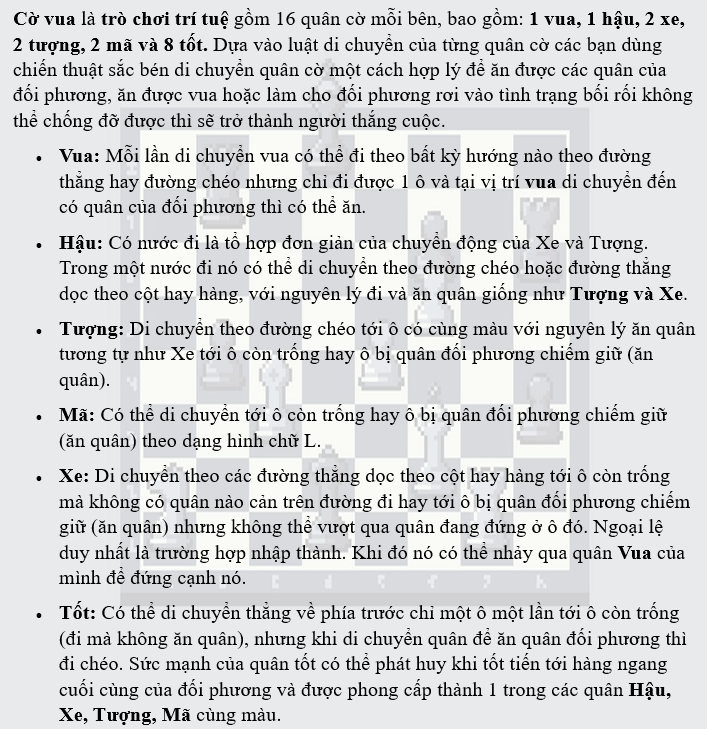 Cờ vua là trò chơi trí tuệ gồm 16 quân cờ mỗi bên, bao gồm: 1 vua, 1 hậu, 2 xe,
2 tượng, 2 mã và 8 tốt. Dựa vào luật di chuyển của từng quân cờ các bạn dùng
chiến thuật sắc bén di chuyển quân cờ một cách hợp lý để ăn được các quân của
đối phương, ăn được vua hoặc làm cho đối phương rơi vào tình trạng bối rối không
thể chống đỡ được thì sẽ trở thành người thắng cuộc.
• Vua: Mỗi lần di chuyển vua có thể đi theo bất kỳ hướng nào theo đường
thẳng hay đường chéo nhưng chỉ đi được 1 ô và tại vị trí vua di chuyển đến
có quân của đối phương thì có thể ăn.
• Hậu: Có nước đi là tổ hợp đơn giản của chuyển động của Xe và Tượng.
Trong một nước đi nó có thể di chuyển theo đường chéo hoặc đường thẳng
dọc theo cột hay hàng, với nguyên lý đi và ăn quân giống như Tượng và Xe.
• Tượng: Di chuyển theo đường chéo tới ô có cùng màu với nguyên lý ăn quân
tương tự như Xe tới ô còn trống hay ô bị quân đối phương chiếm giữ (ăn
quân).
• Mã: Có thể di chuyển tới ô còn trống hay ô bị quân đối phương chiếm giữ
(ăn quân) theo dạng hình chữ L.
• Xe: Di chuyển theo các đường thẳng dọc theo cột hay hàng tới ô còn trống
mà không có quân nào cản trên đường đi hay tới ô bị quân đối phương chiếm
giữ (ăn quân) nhưng không thể vượt qua quân đang đứng ở ô đó. Ngoại lệ
duy nhất là trường hợp nhập thành. Khi đó nó có thể nhảy qua quân Vua của
mình để đứng cạnh nó.
• Tốt: Có thể di chuyển thẳng về phía trước chỉ một ô một lần tới ô còn trống
(đi mà không ăn quân), nhưng khi di chuyển quân để ăn quân đối phương thì
đi chéo. Sức mạnh của quân tốt có thể phát huy khi tốt tiến tới hàng ngang
cuối cùng của đối phương và được phong cấp thành 1 trong các quân Hậu,
Xe, Tượng, Mã cùng màu.